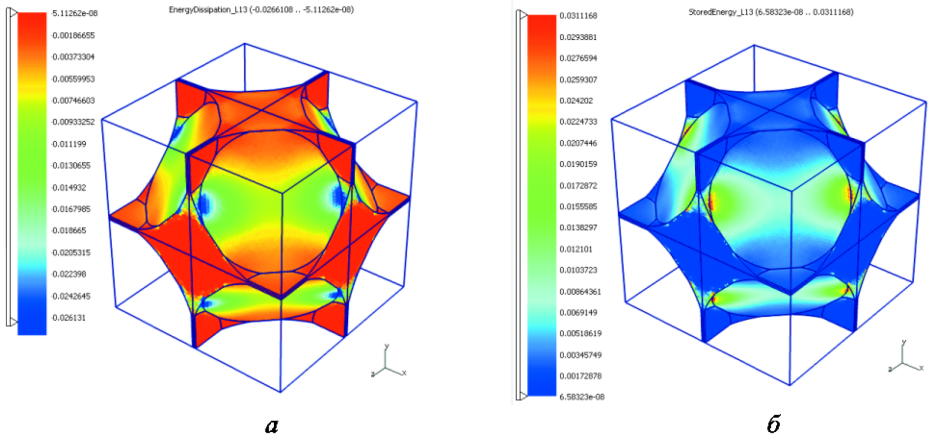 EnergyDissipation_L13 (-0.0266108 .. -5.11262e-08)
-5.11262e-08
-0.00186655
-0.00373304
-0.00559953
-0.00746603
-0.00933252
-0.011199
-0.0130655
-0.014932
-0.0167985
-0.018665
-0.0205315
-0.022398
-0.0242645
-0.026131
y
z
x
а
StoredEnergy_L13 (6.58323e-08 .. 0.0311168)
0.0311168
0.0293881
0.0276594
0.0259307
0.024202
0.0224733
0.0207446
0.0190159
0.0172872
0.0155585
0.0138297
0.012101
0.0103723
0.00864361
0.0069149
0.00518619
0.00345749
0.00172878
6.58323e-08
y
z
x
б